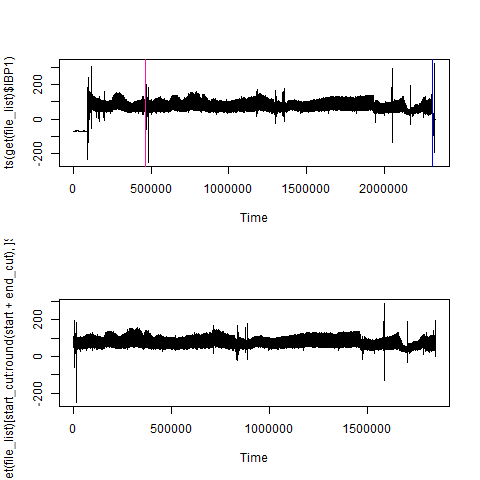 ts(get(file_list)$IBP1)
200
0
-200
0 500000 1000000 1500000 2000000
Time
et(file_list)[start_cut:round(start + end_cut), ]$
200
0
-200
0 500000 1000000 1500000
Time